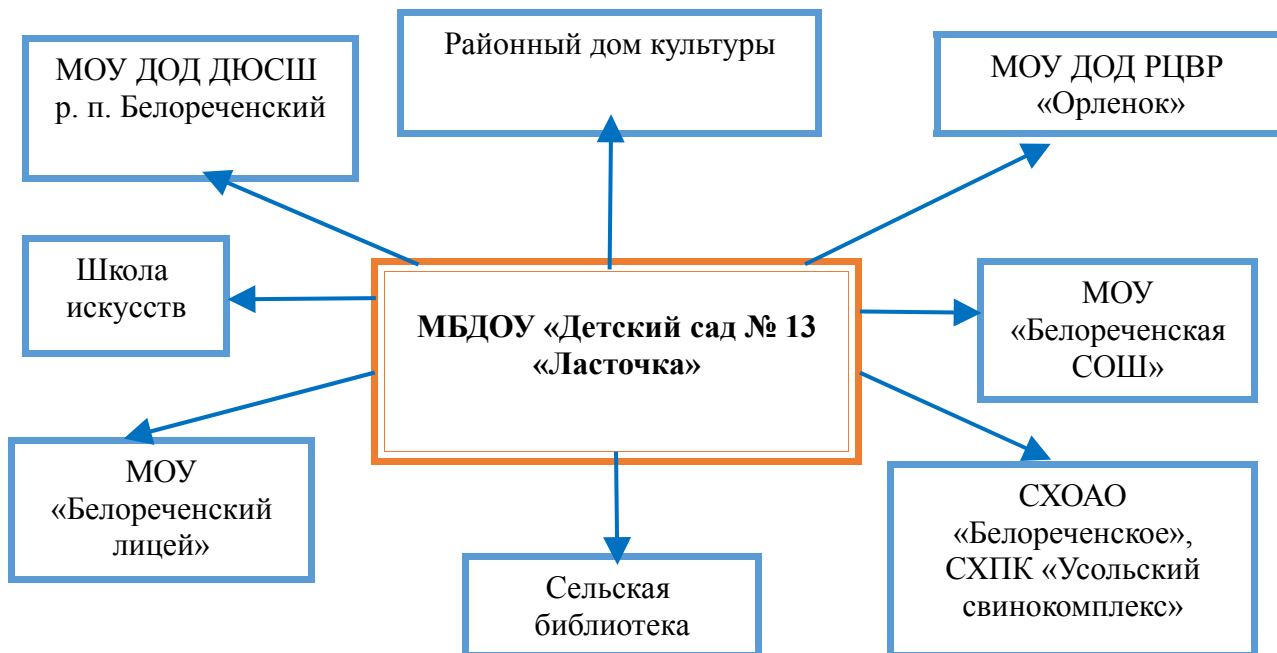 МОУ ДОД ДЮСШ
р. п. Белореченский
Районный дом культуры
МОУ ДОД РЦВР
«Орленок»
Школа
искусств
МБДОУ «Детский сад № 13
«Ласточка»
МОУ
«Белореченская
СОШ»
МОУ
«Белореченский
лицей»
Сельская
библиотека
СХОАО
«Белореченское»,
СХПК «Усольский
свинокомплекс»